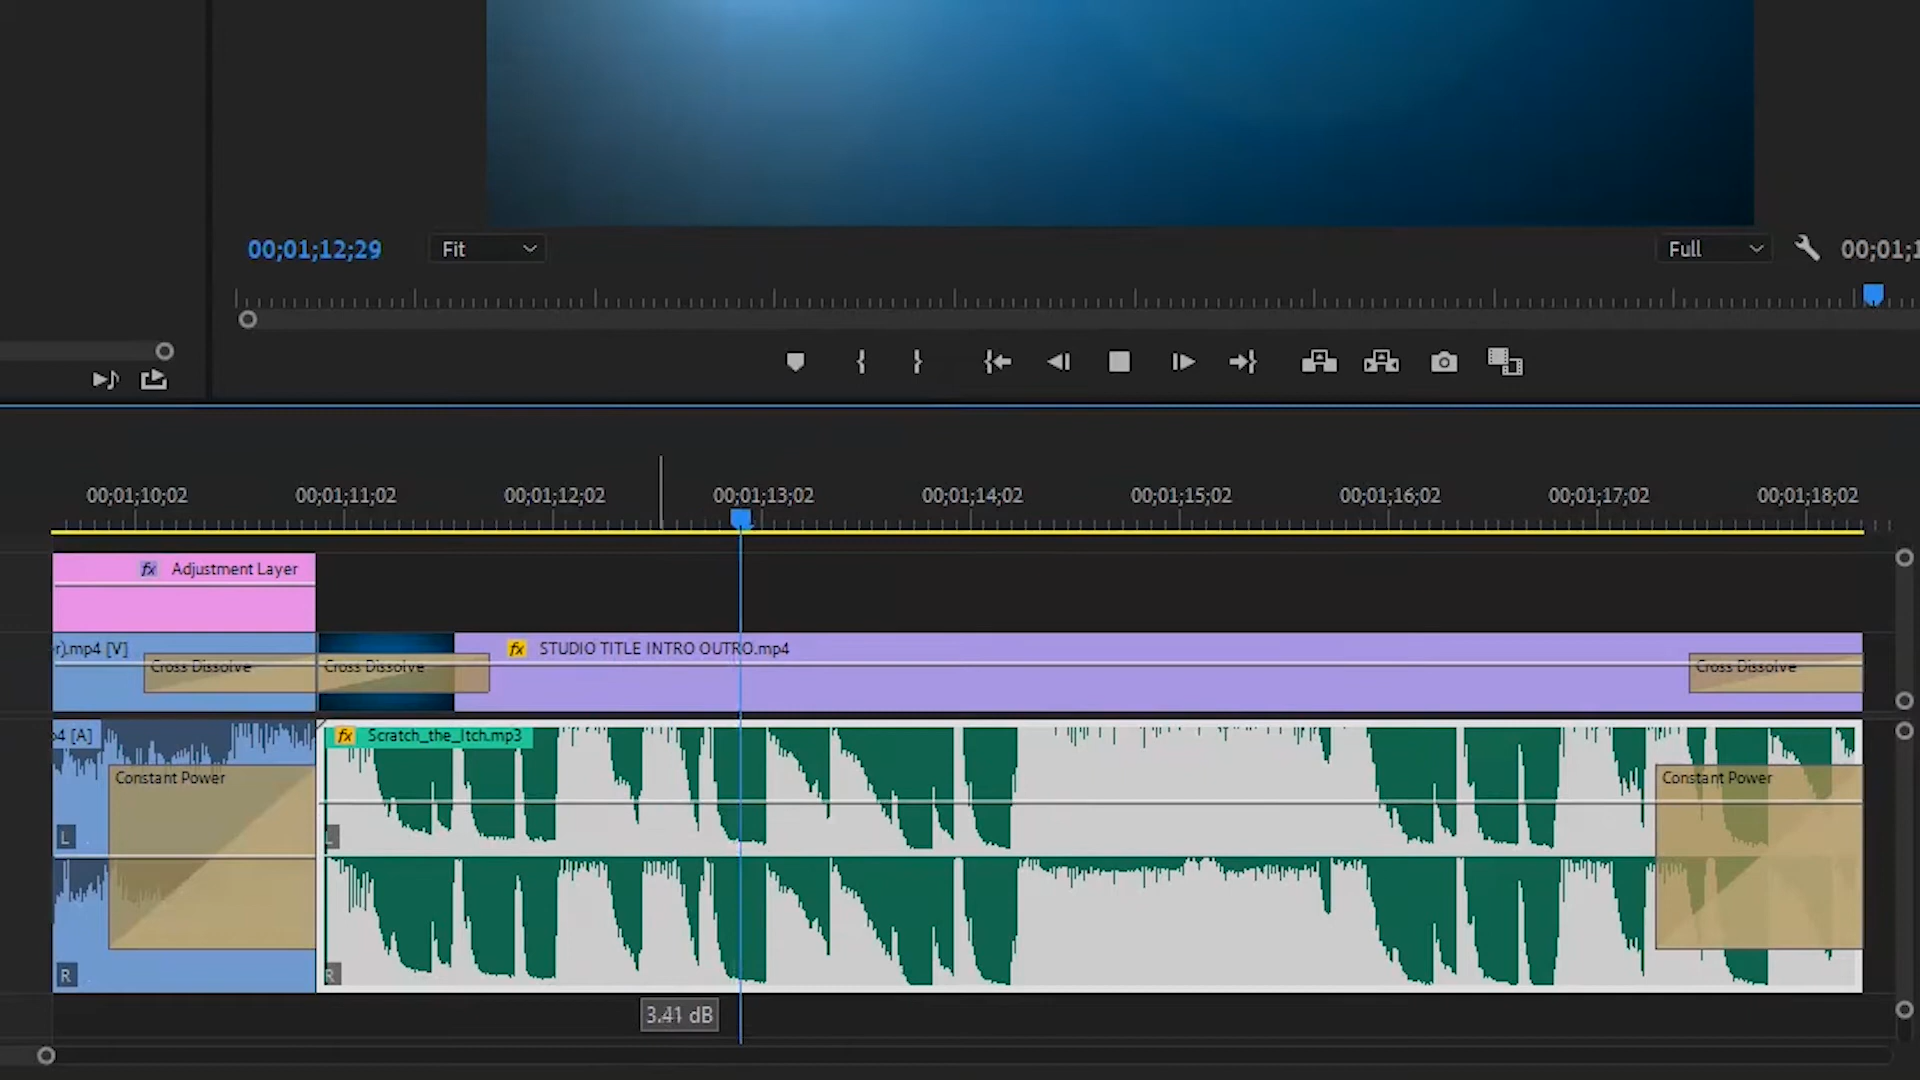 00;01;12;29
Fit
Full
00;01;1
00;01;10;02 00;01;11;02 00;01;12;02 00;01;13;02 00;01;14;02 00;01;15;02 00;01;16;02 00;01;17;02 00;01;18;02
fx Adjustment Layer
r).mp4 [V]
fx STUDIO TITLE INTRO OUTRO.mp4
Cross Dissolve
Cross Dissolve
Cross Dissolve
4 [A]
fx Scratch_the_Itch.mp3
Constant Power
Constant Power
L
L
R
R
3.41 dB